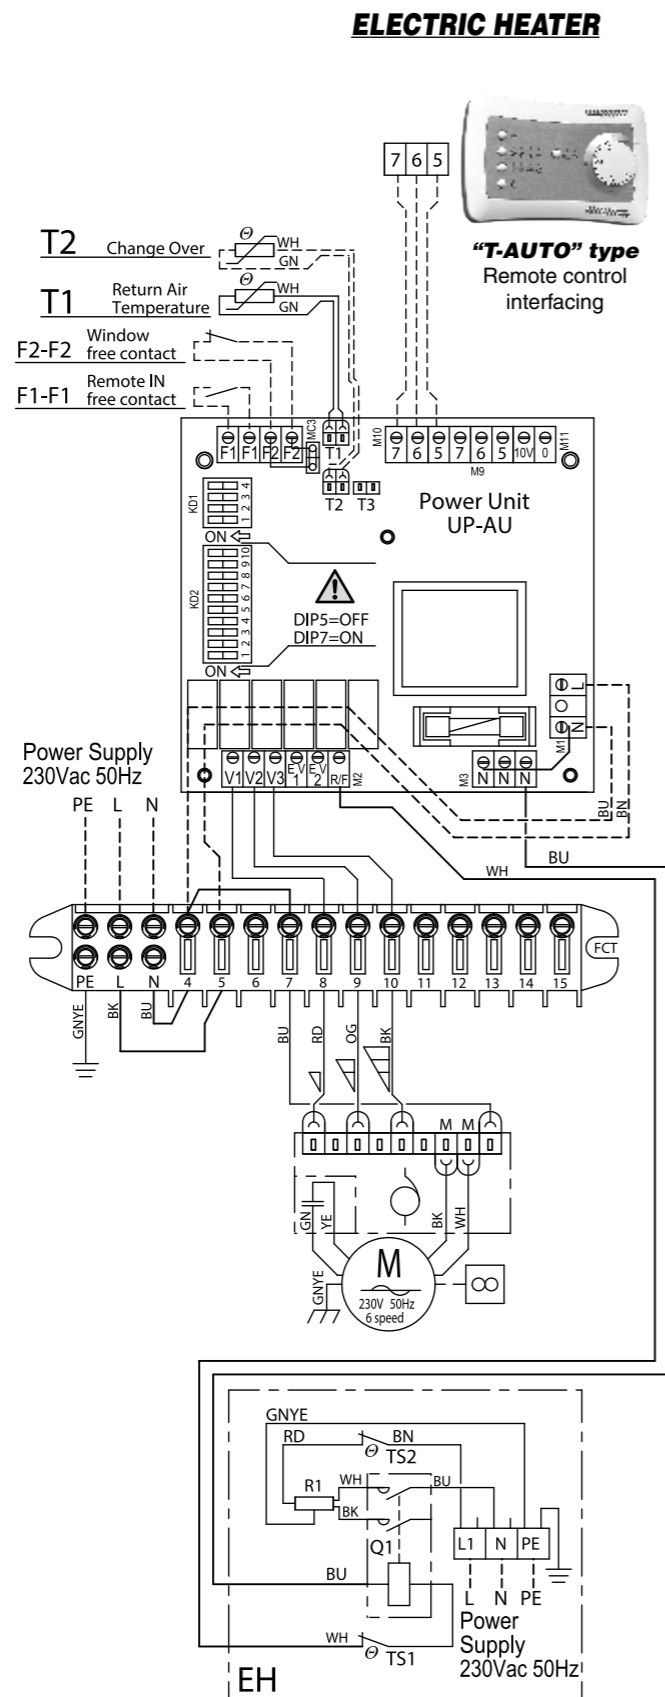 ELECTRIC HEATER
7 6 5
"T-AUTO" type
Remote control
interfacing
T2 Change Over
Θ WH
GN
T1 Return Air
Temperature
Θ WH
GN
F2-F2 Window
free contact
F1-F1 Remote IN
free contact
F1 F1 F2 F2
MC3
T1
T2 T3
M10
7 6 5 7 6 5 10V 0
M11
M9
Power Unit
UP-AU
KD1
1 2 3 4
ON
KD2
1 2 3 4 5 6 7 8 9 10
ON
DIP5=OFF
DIP7=ON
L
N
M1
V1 V2 V3 EV1 EV2 R/F
M2
M3
N N N
BU
BN
Power Supply
230Vac 50Hz
PE L N
BU
WH
FCT
PE L N 4 5 6 7 8 9 10 11 12 13 14 15
GNYE
BK
BU
BU
RD
OG
BK
M M
GN
YE
BK
WH
GNYE
M
230V 50Hz
6 speed
GNYE
RD
BN
Θ TS2
R1
WH
BU
BK
Q1
L1 N PE
BU
L N PE
Power
Supply
230Vac 50Hz
WH
Θ TS1
EH